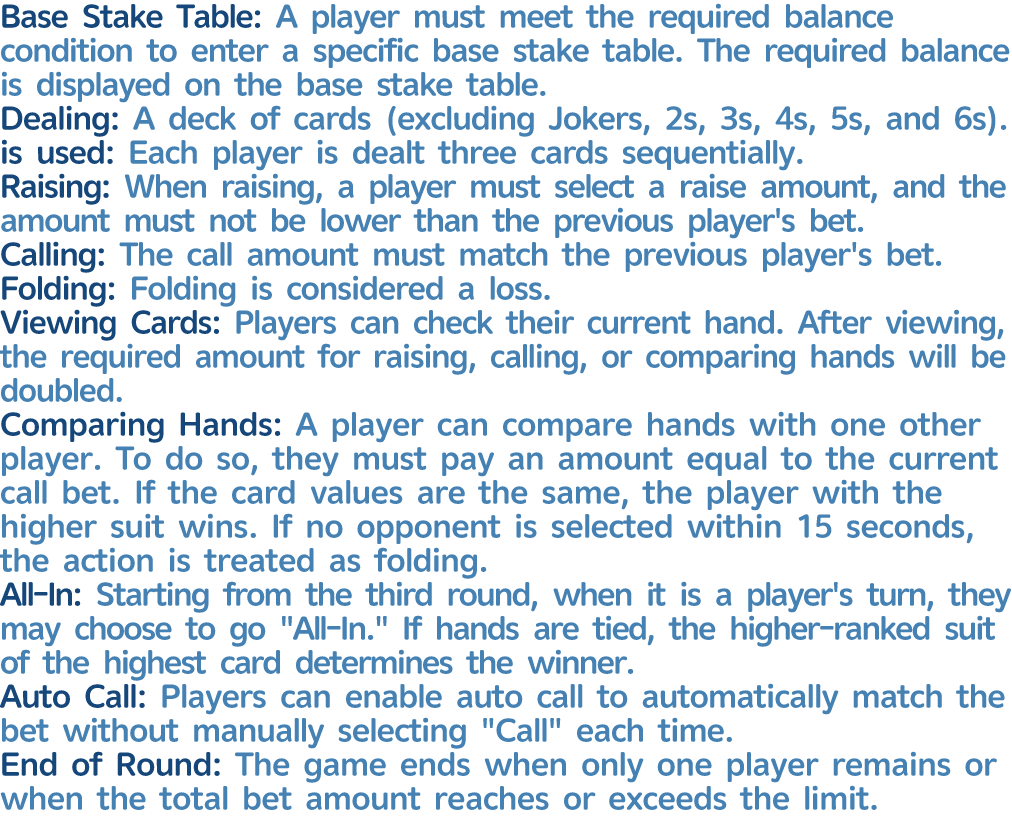 Base Stake Table: A player must meet the required balance
condition to enter a specific base stake table. The required balance
is displayed on the base stake table.
Dealing: A deck of cards (excluding Jokers, 2s, 3s, 4s, 5s, and 6s).
is used: Each player is dealt three cards sequentially.
Raising: When raising, a player must select a raise amount, and the
amount must not be lower than the previous player's bet.
Calling: The call amount must match the previous player's bet.
Folding: Folding is considered a loss.
Viewing Cards: Players can check their current hand. After viewing,
the required amount for raising, calling, or comparing hands will be
doubled.
Comparing Hands: A player can compare hands with one other
player. To do so, they must pay an amount equal to the current
call bet. If the card values are the same, the player with the
higher suit wins. If no opponent is selected within 15 seconds,
the action is treated as folding.
All-In: Starting from the third round, when it is a player's turn, they
may choose to go "All-In." If hands are tied, the higher-ranked suit
of the highest card determines the winner.
Auto Call: Players can enable auto call to automatically match the
bet without manually selecting "Call" each time.
End of Round: The game ends when only one player remains or
when the total bet amount reaches or exceeds the limit.